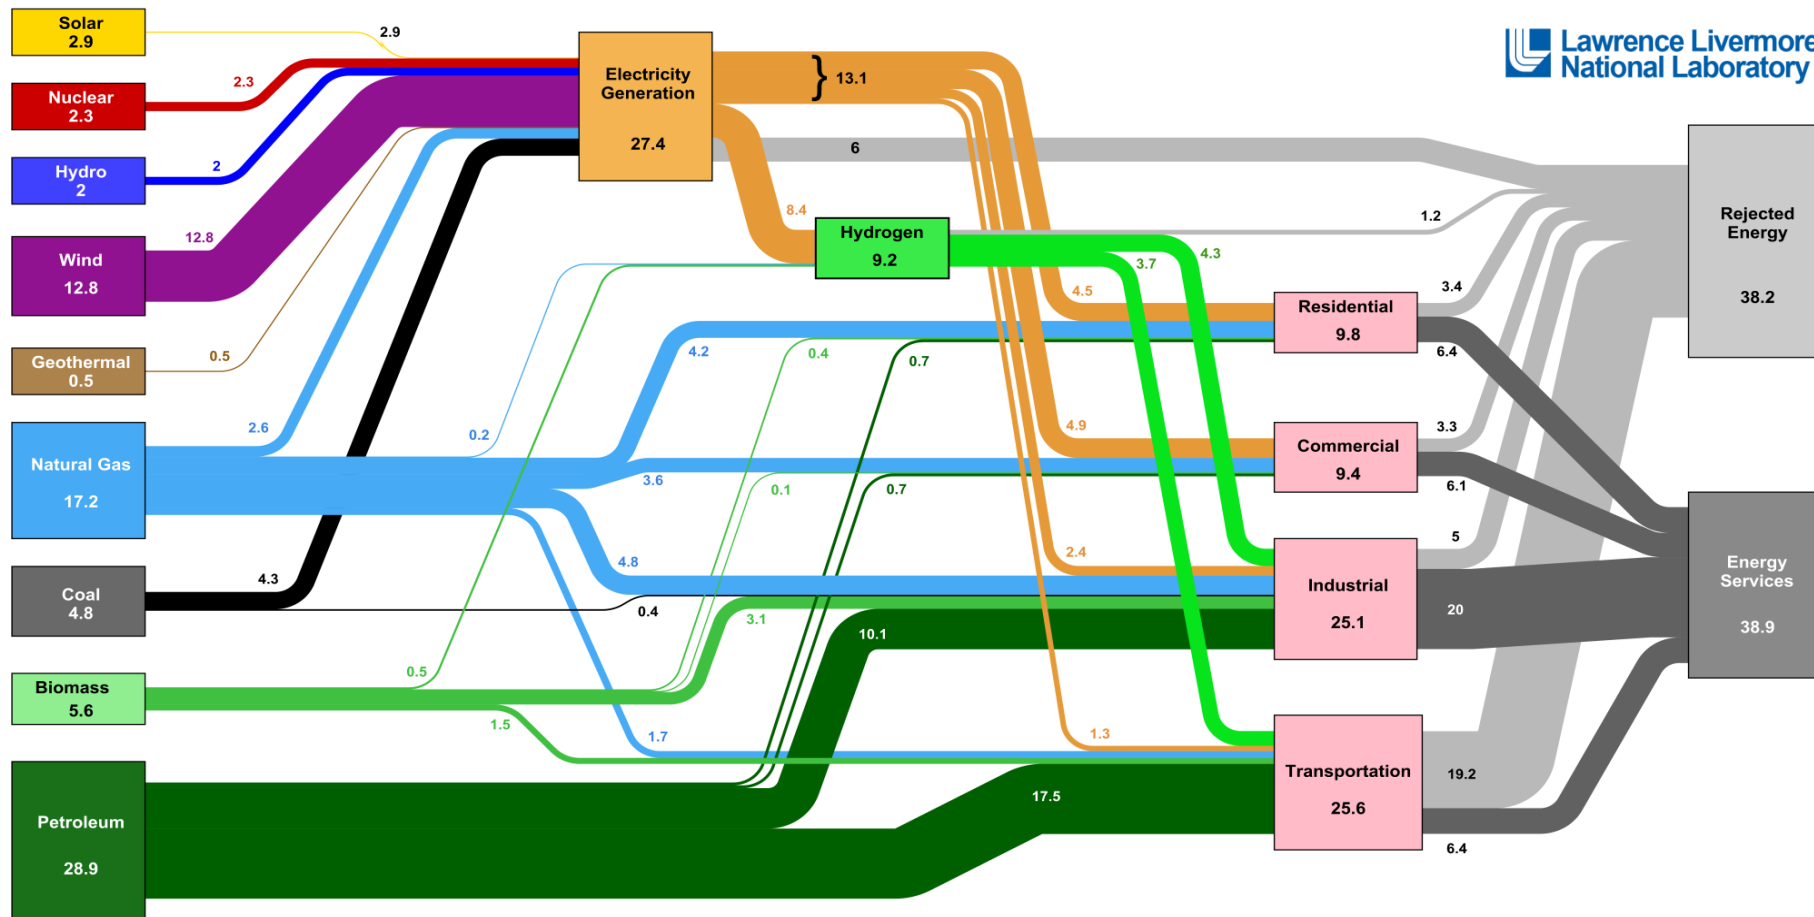 Solar
2.9
2.9
Nuclear
2.3
2.3
Hydro
2
2
Wind
12.8
12.8
Geothermal
0.5
0.5
Natural Gas
17.2
2.6
0.2
4.2
3.6
4.8
1.7
Coal
4.8
4.3
0.4
Biomass
5.6
0.5
0.4
0.1
3.1
1.5
Petroleum
28.9
0.7
0.7
10.1
17.5
Electricity
Generation
27.4
} 13.1
6
8.4
Hydrogen
9.2
1.2
4.3
3.7
4.5
4.9
2.4
1.3
Residential
9.8
3.4
6.4
Commercial
9.4
3.3
6.1
Industrial
25.1
5
20
Transportation
25.6
19.2
6.4
Lawrence Livermore
National Laboratory
Rejected
Energy
38.2
Energy
Services
38.9